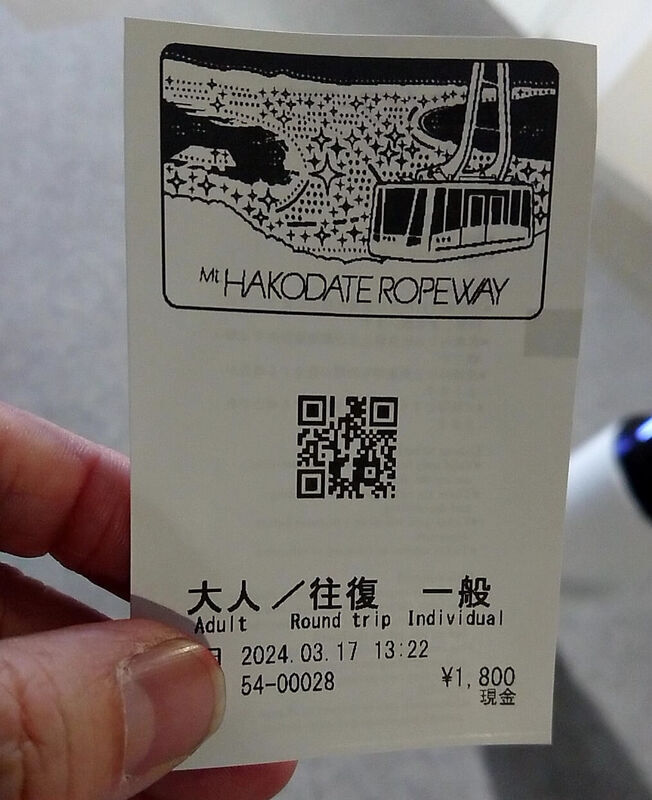 Mt HAKODATE ROPEWAY
大人／往復 一般
Adult Round trip Individual
2024.03.17 13:22
54-00028 ¥1,800
現金